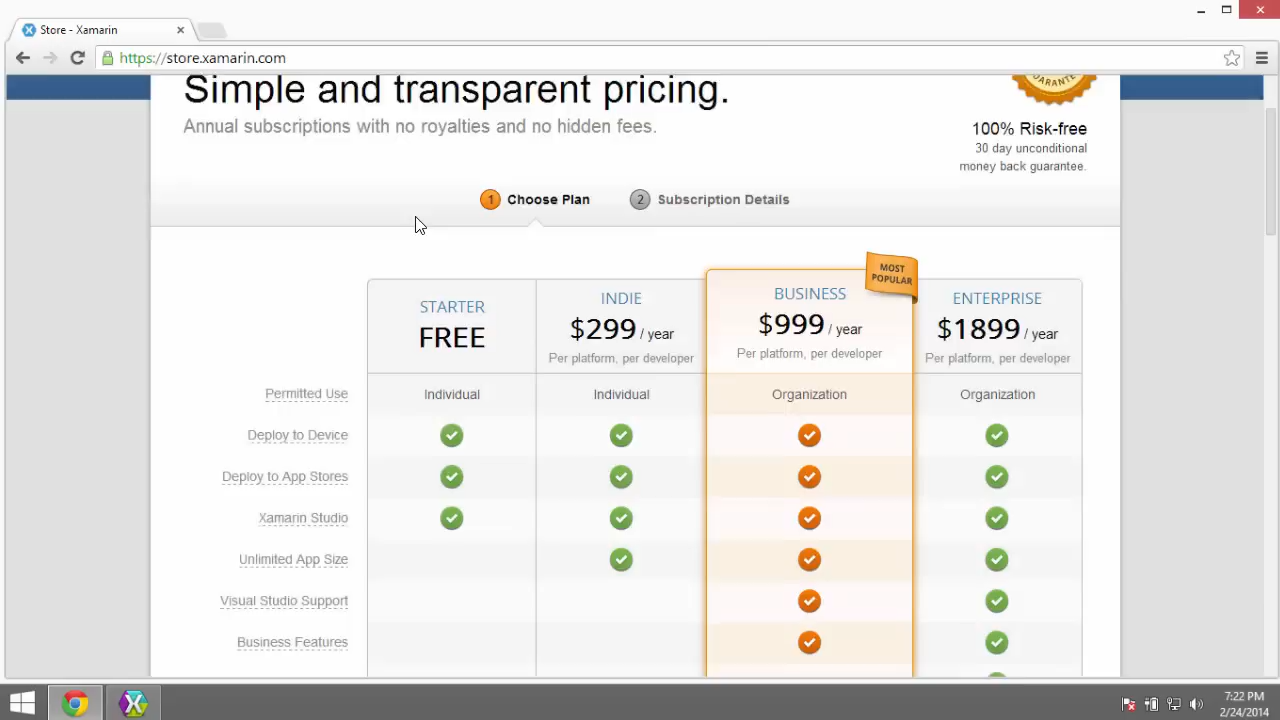 Store - Xamarin
https://store.xamarin.com
Simple and transparent pricing.
Annual subscriptions with no royalties and no hidden fees.
GUARANTEE
100% Risk-free
30 day unconditional
money back guarantee.
1 Choose Plan 2 Subscription Details
MOST
POPULAR
STARTER INDIE BUSINESS ENTERPRISE
FREE $299 / year $999 / year $1899 / year
Per platform, per developer Per platform, per developer Per platform, per developer
Permitted Use Individual Individual Organization Organization
Deploy to Device
Deploy to App Stores
Xamarin Studio
Unlimited App Size
Visual Studio Support
Business Features
7:22 PM
2/24/2014